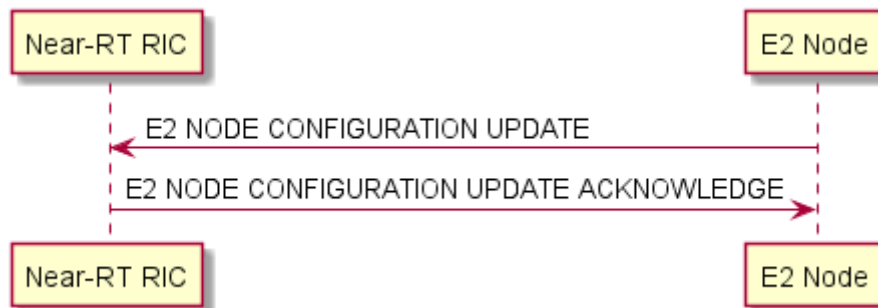 Near-RT RIC
E2 Node
E2 NODE CONFIGURATION UPDATE
E2 NODE CONFIGURATION UPDATE ACKNOWLEDGE
Near-RT RIC
E2 Node